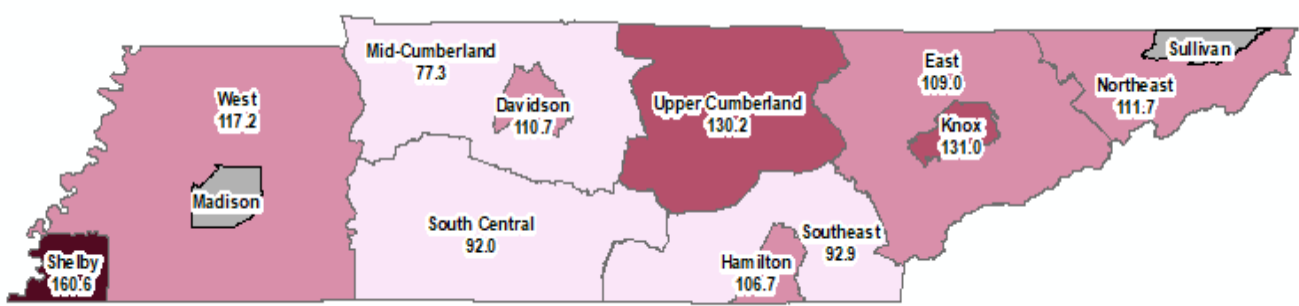 Mid-Cumberland
77.3
Sullivan
East
109.0
Northeast
111.7
West
117.2
Davidson
110.7
Upper Cumberland
130.2
Knox
131.0
Madison
South Central
92.0
Southeast
92.9
Shelby
160.6
Hamilton
106.7